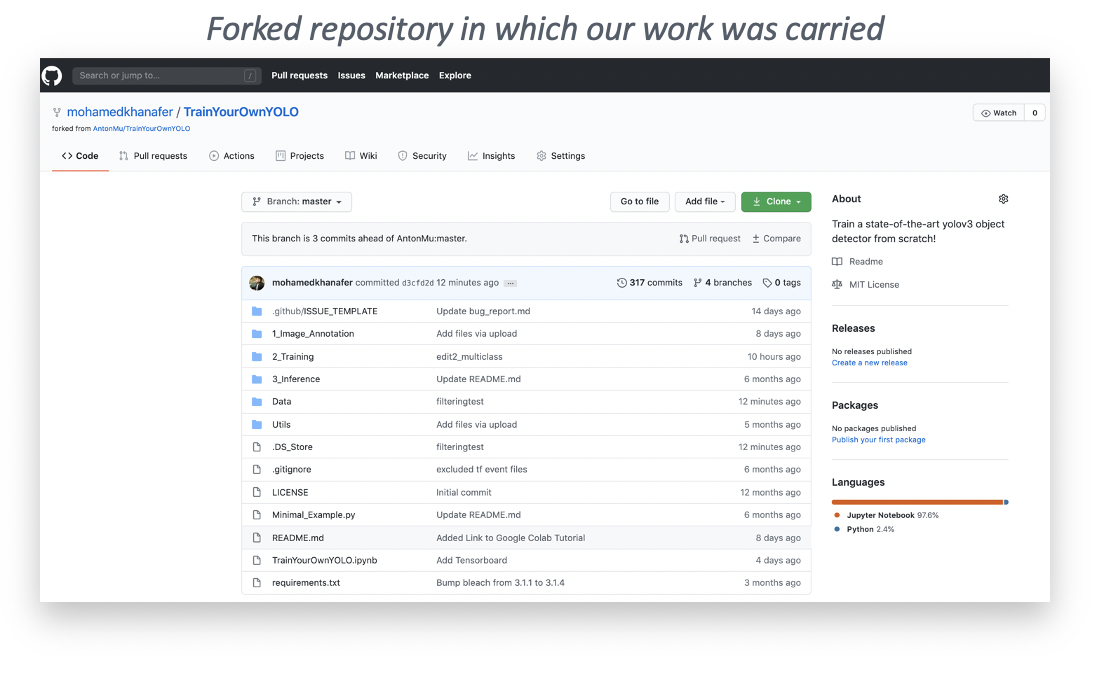 Forked repository in which our work was carried
Search or jump to... /
Pull requests Issues Marketplace Explore
mohamedkhanafer / TrainYourOwnYOLO
Watch 0
forked from AntonMu/TrainYourOwnYOLO
Code Pull requests Actions Projects Wiki Security Insights Settings
Branch: master
Go to file Add file Clone
This branch is 3 commits ahead of AntonMu:master.
Pull request Compare
mohamedkhanafer committed d3cfd2d 12 minutes ago ...
317 commits 4 branches 0 tags
.github/ISSUE_TEMPLATE Update bug_report.md 14 days ago
1_Image_Annotation Add files via upload 8 days ago
2_Training edit2_multiclass 10 hours ago
3_Inference Update README.md 6 months ago
Data filteringtest 12 minutes ago
Utils Add files via upload 5 months ago
.DS_Store filteringtest 12 minutes ago
.gitignore excluded tf event files 6 months ago
LICENSE Initial commit 12 months ago
Minimal_Example.py Update README.md 6 months ago
README.md Added Link to Google Colab Tutorial 8 days ago
TrainYourOwnYOLO.ipynb Add Tensorboard 4 days ago
requirements.txt Bump bleach from 3.1.1 to 3.1.4 3 months ago
About
Train a state-of-the-art yolov3 object
detector from scratch!
Readme
MIT License
Releases
No releases published
Create a new release
Packages
No packages published
Publish your first package
Languages
Jupyter Notebook 97.6%
Python 2.4%